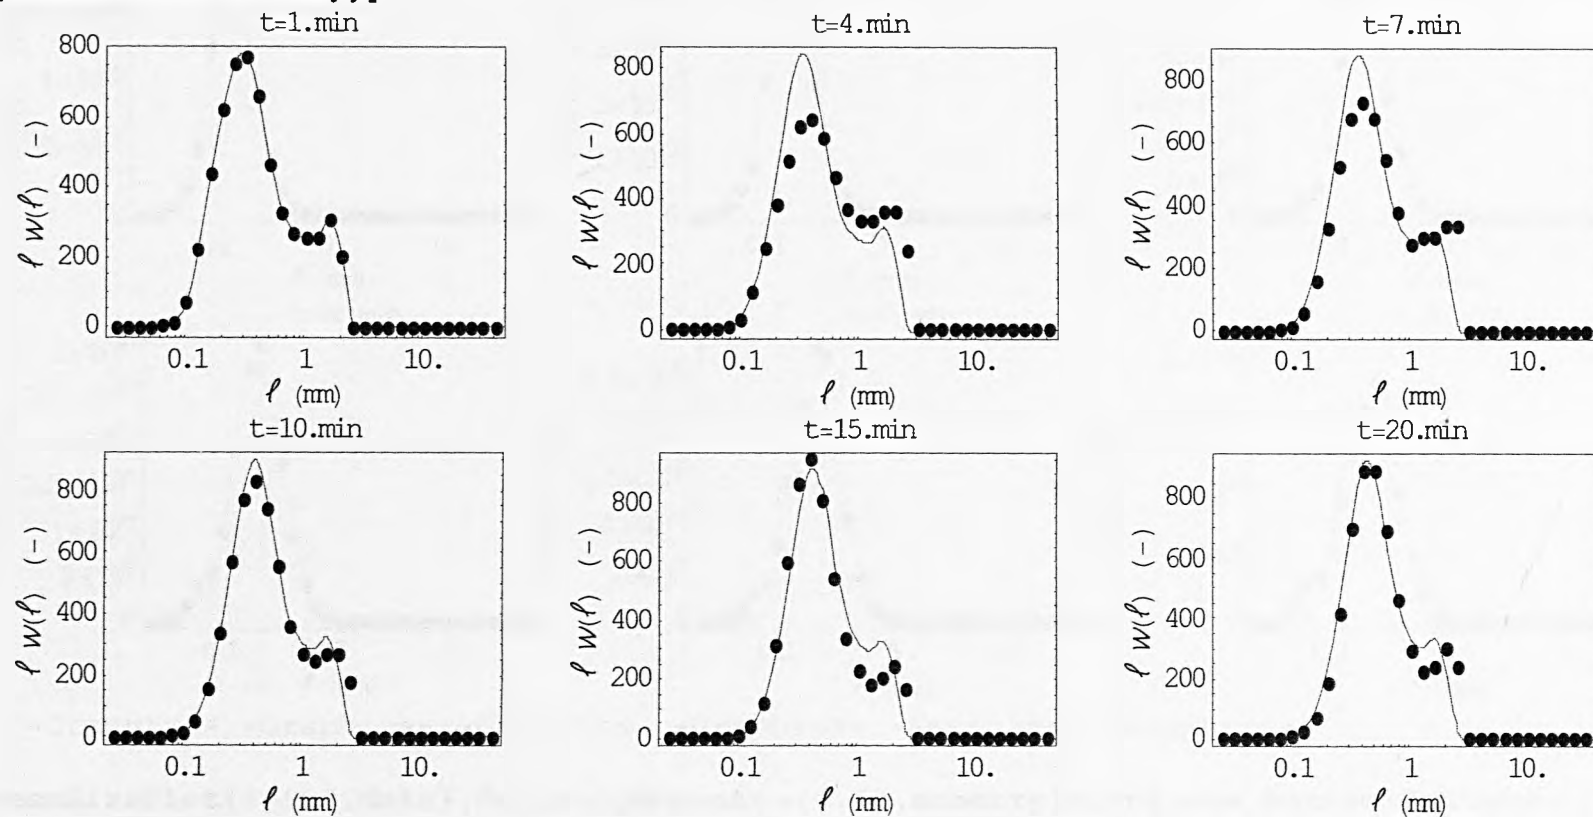 t=1.min
800
600
400
200
0
ℓ W(ℓ) (-)
0.1 1 10.
ℓ (mm)
t=4.min
800
600
400
200
0
ℓ W(ℓ) (-)
0.1 1 10.
ℓ (mm)
t=7.min
800
600
400
200
0
ℓ W(ℓ) (-)
0.1 1 10.
ℓ (mm)
t=10.min
800
600
400
200
0
ℓ W(ℓ) (-)
0.1 1 10.
ℓ (mm)
t=15.min
800
600
400
200
0
ℓ W(ℓ) (-)
0.1 1 10.
ℓ (mm)
t=20.min
800
600
400
200
0
ℓ W(ℓ) (-)
0.1 1 10.
ℓ (mm)